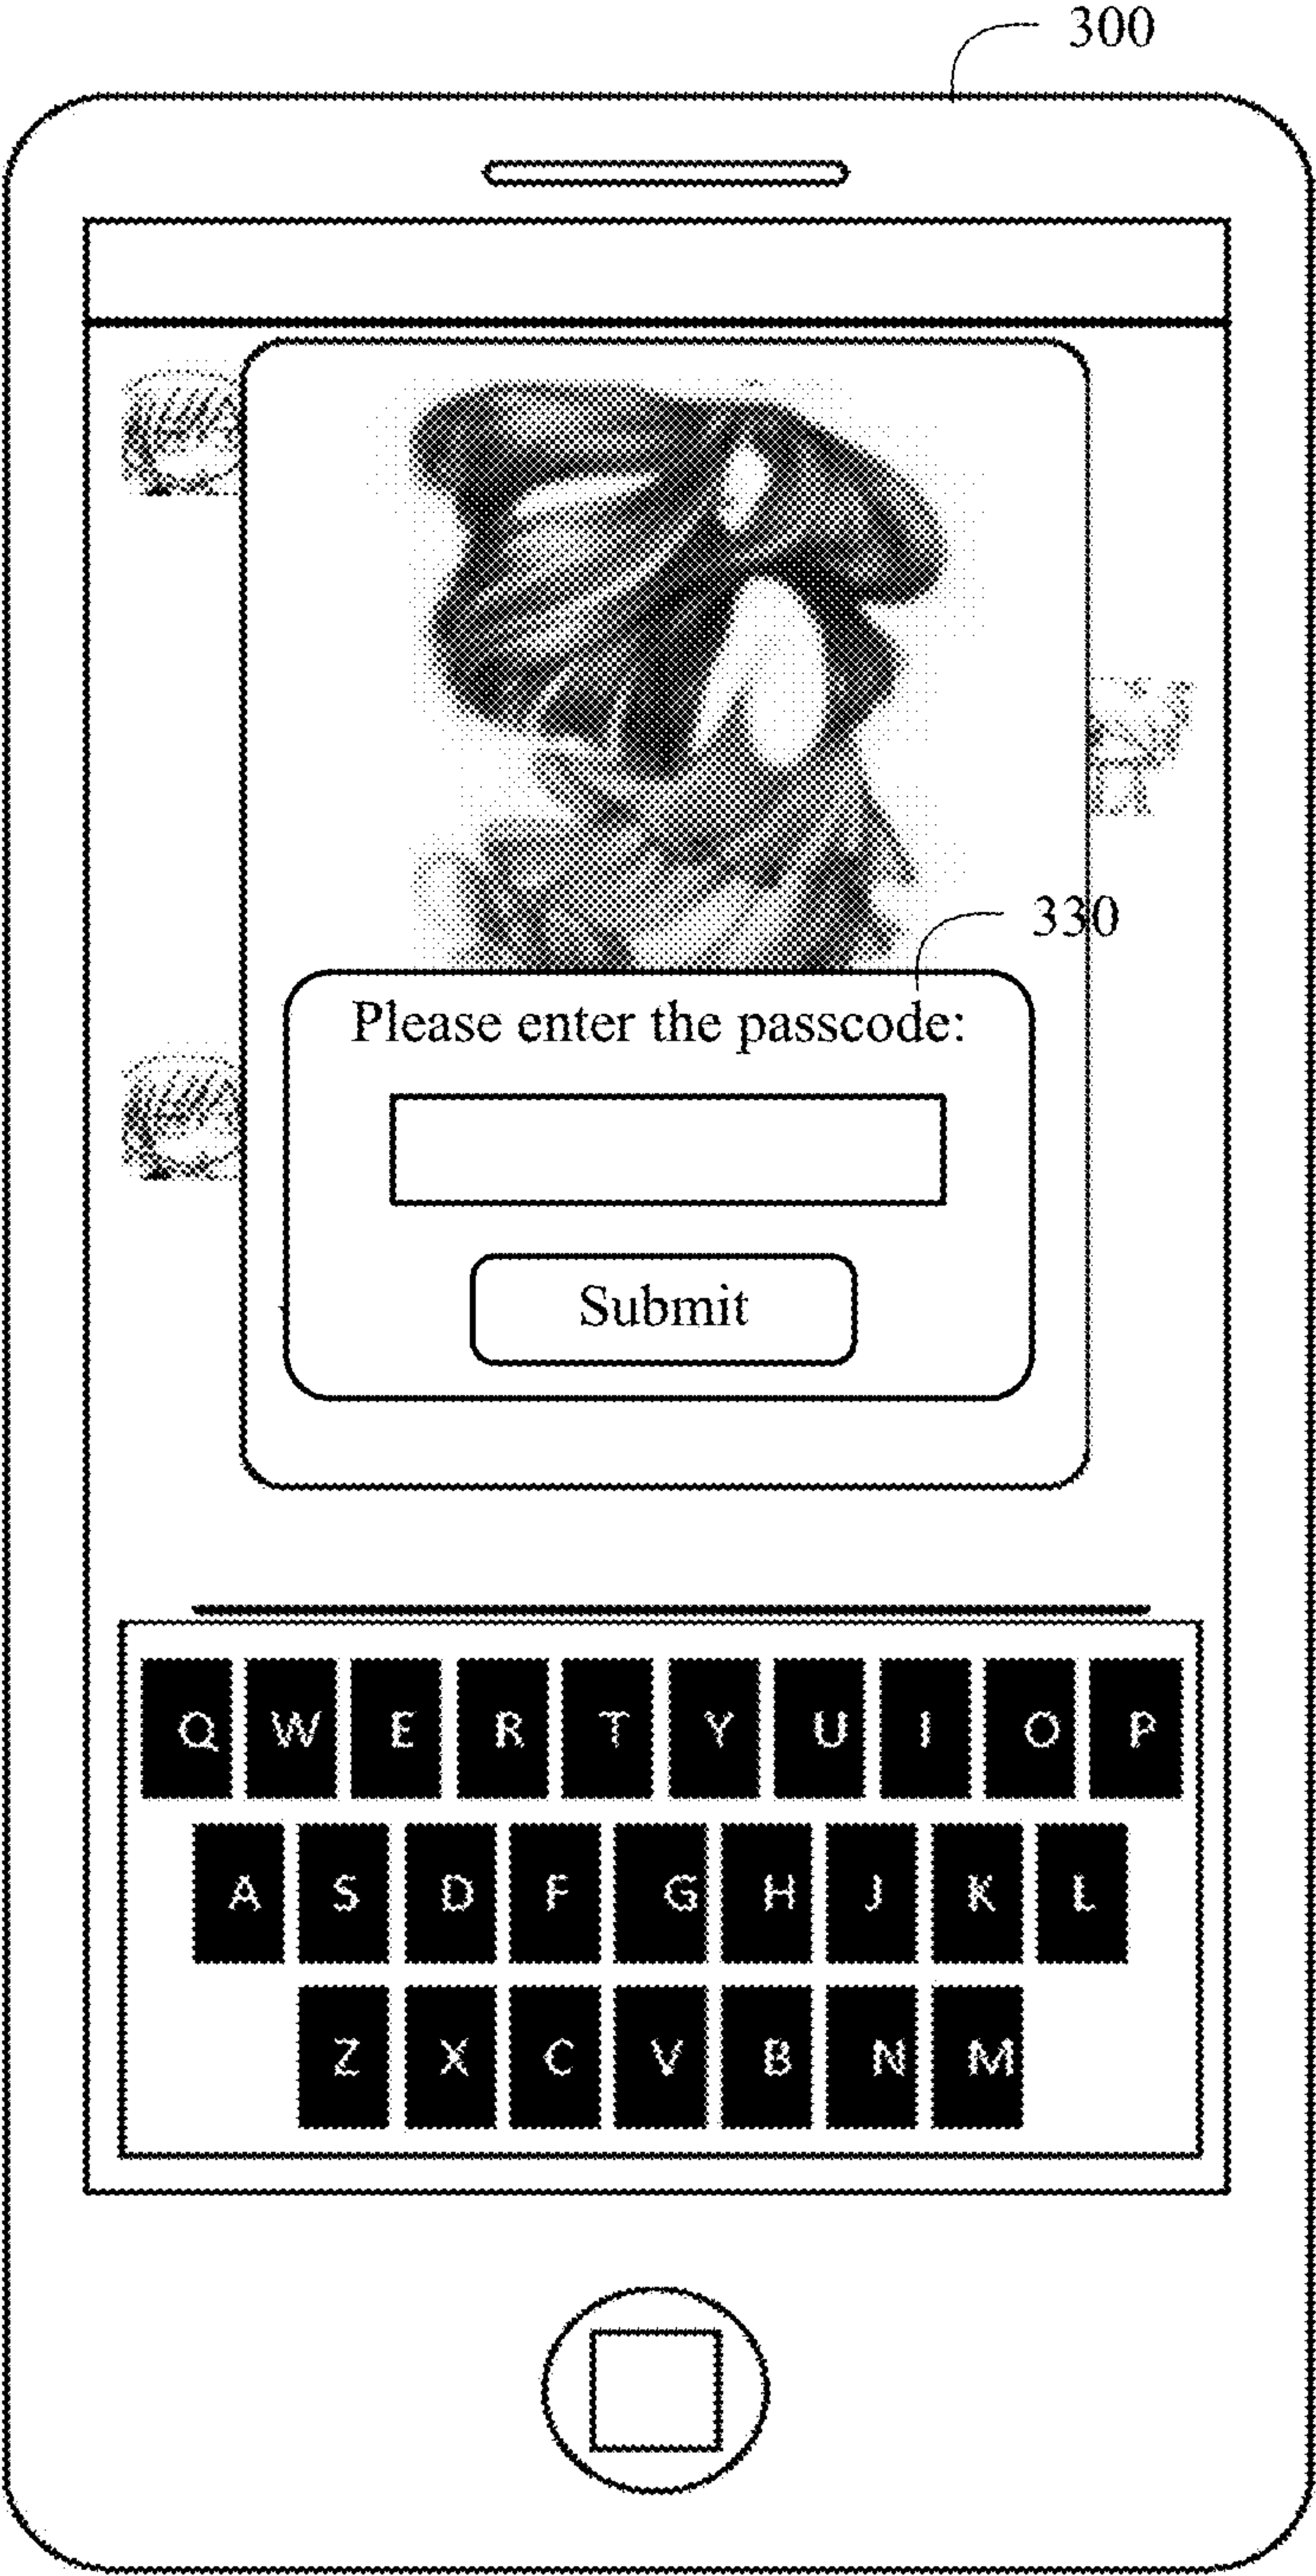 300
330
Please enter the passcode:
Submit
Q W E R T Y U I O P
A S D F G H J K L
Z X C V B N M